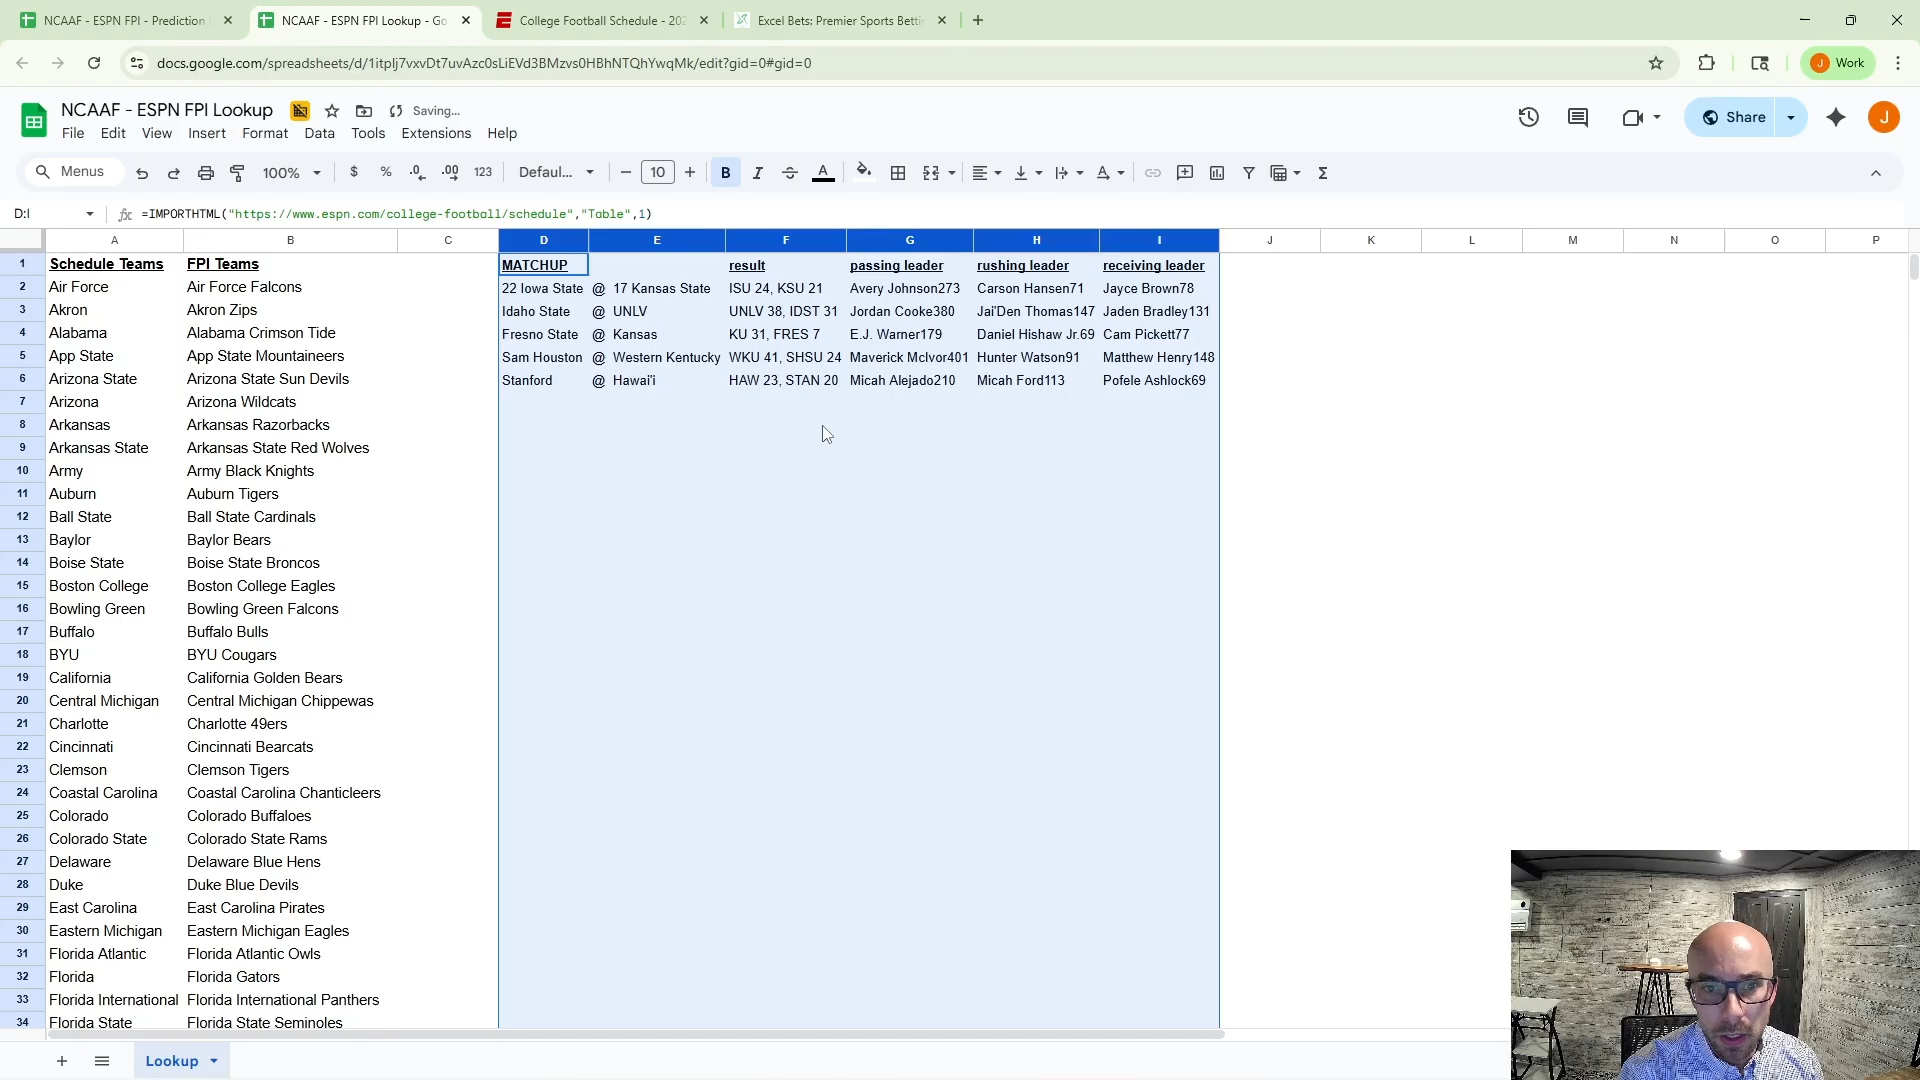 NCAAF - ESPN FPI - Prediction
NCAAF - ESPN FPI Lookup - Go
College Football Schedule - 202
Excel Bets: Premier Sports Betti
docs.google.com/spreadsheets/d/1itpIj7vxvDt7uvAzc0sLiEVd3BMzvs0HBhNTQhYwqMk/edit?gid=0#gid=0
J Work
NCAAF - ESPN FPI Lookup
Saving...
File Edit View Insert Format Data Tools Extensions Help
Share
J
Menus 100% $ % .0 .00 123 Defaul... 10 B I A Σ
D:I fx =IMPORTHTML("https://www.espn.com/college-football/schedule","Table",1)
A B C D E F G H I J K L M N O P
1 Schedule Teams FPI Teams MATCHUP result passing leader rushing leader receiving leader
2 Air Force Air Force Falcons 22 Iowa State @ 17 Kansas State ISU 24, KSU 21 Avery Johnson273 Carson Hansen71 Jayce Brown78
3 Akron Akron Zips Idaho State @ UNLV UNLV 38, IDST 31 Jordan Cooke380 Jai'Den Thomas147 Jaden Bradley131
4 Alabama Alabama Crimson Tide Fresno State @ Kansas KU 31, FRES 7 E.J. Warner179 Daniel Hishaw Jr.69 Cam Pickett77
5 App State App State Mountaineers Sam Houston @ Western Kentucky WKU 41, SHSU 24 Maverick McIvor401 Hunter Watson91 Matthew Henry148
6 Arizona State Arizona State Sun Devils Stanford @ Hawai'i HAW 23, STAN 20 Micah Alejado210 Micah Ford113 Pofele Ashlock69
7 Arizona Arizona Wildcats
8 Arkansas Arkansas Razorbacks
9 Arkansas State Arkansas State Red Wolves
10 Army Army Black Knights
11 Auburn Auburn Tigers
12 Ball State Ball State Cardinals
13 Baylor Baylor Bears
14 Boise State Boise State Broncos
15 Boston College Boston College Eagles
16 Bowling Green Bowling Green Falcons
17 Buffalo Buffalo Bulls
18 BYU BYU Cougars
19 California California Golden Bears
20 Central Michigan Central Michigan Chippewas
21 Charlotte Charlotte 49ers
22 Cincinnati Cincinnati Bearcats
23 Clemson Clemson Tigers
24 Coastal Carolina Coastal Carolina Chanticleers
25 Colorado Colorado Buffaloes
26 Colorado State Colorado State Rams
27 Delaware Delaware Blue Hens
28 Duke Duke Blue Devils
29 East Carolina East Carolina Pirates
30 Eastern Michigan Eastern Michigan Eagles
31 Florida Atlantic Florida Atlantic Owls
32 Florida Florida Gators
33 Florida International Florida International Panthers
34 Florida State Florida State Seminoles
Lookup